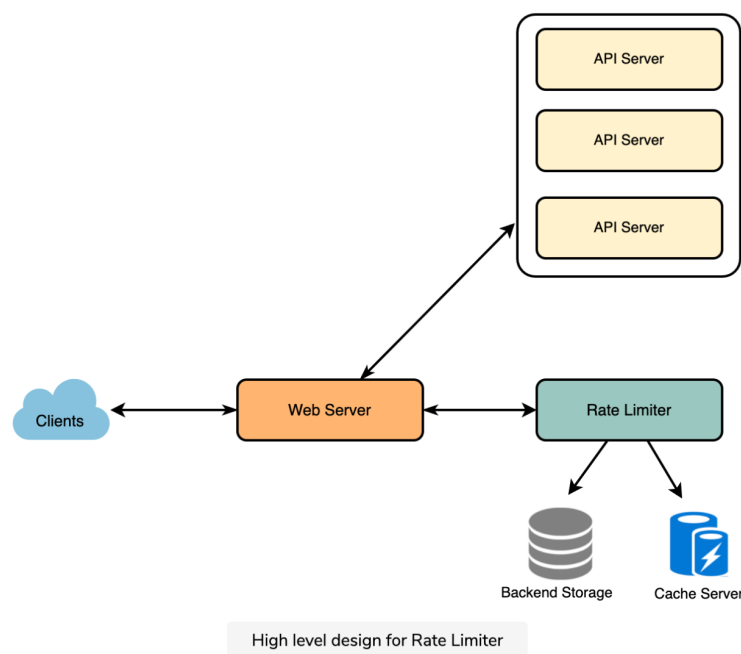 API Server
API Server
API Server
Clients
Web Server
Rate Limiter
Backend Storage
Cache Server
High level design for Rate Limiter